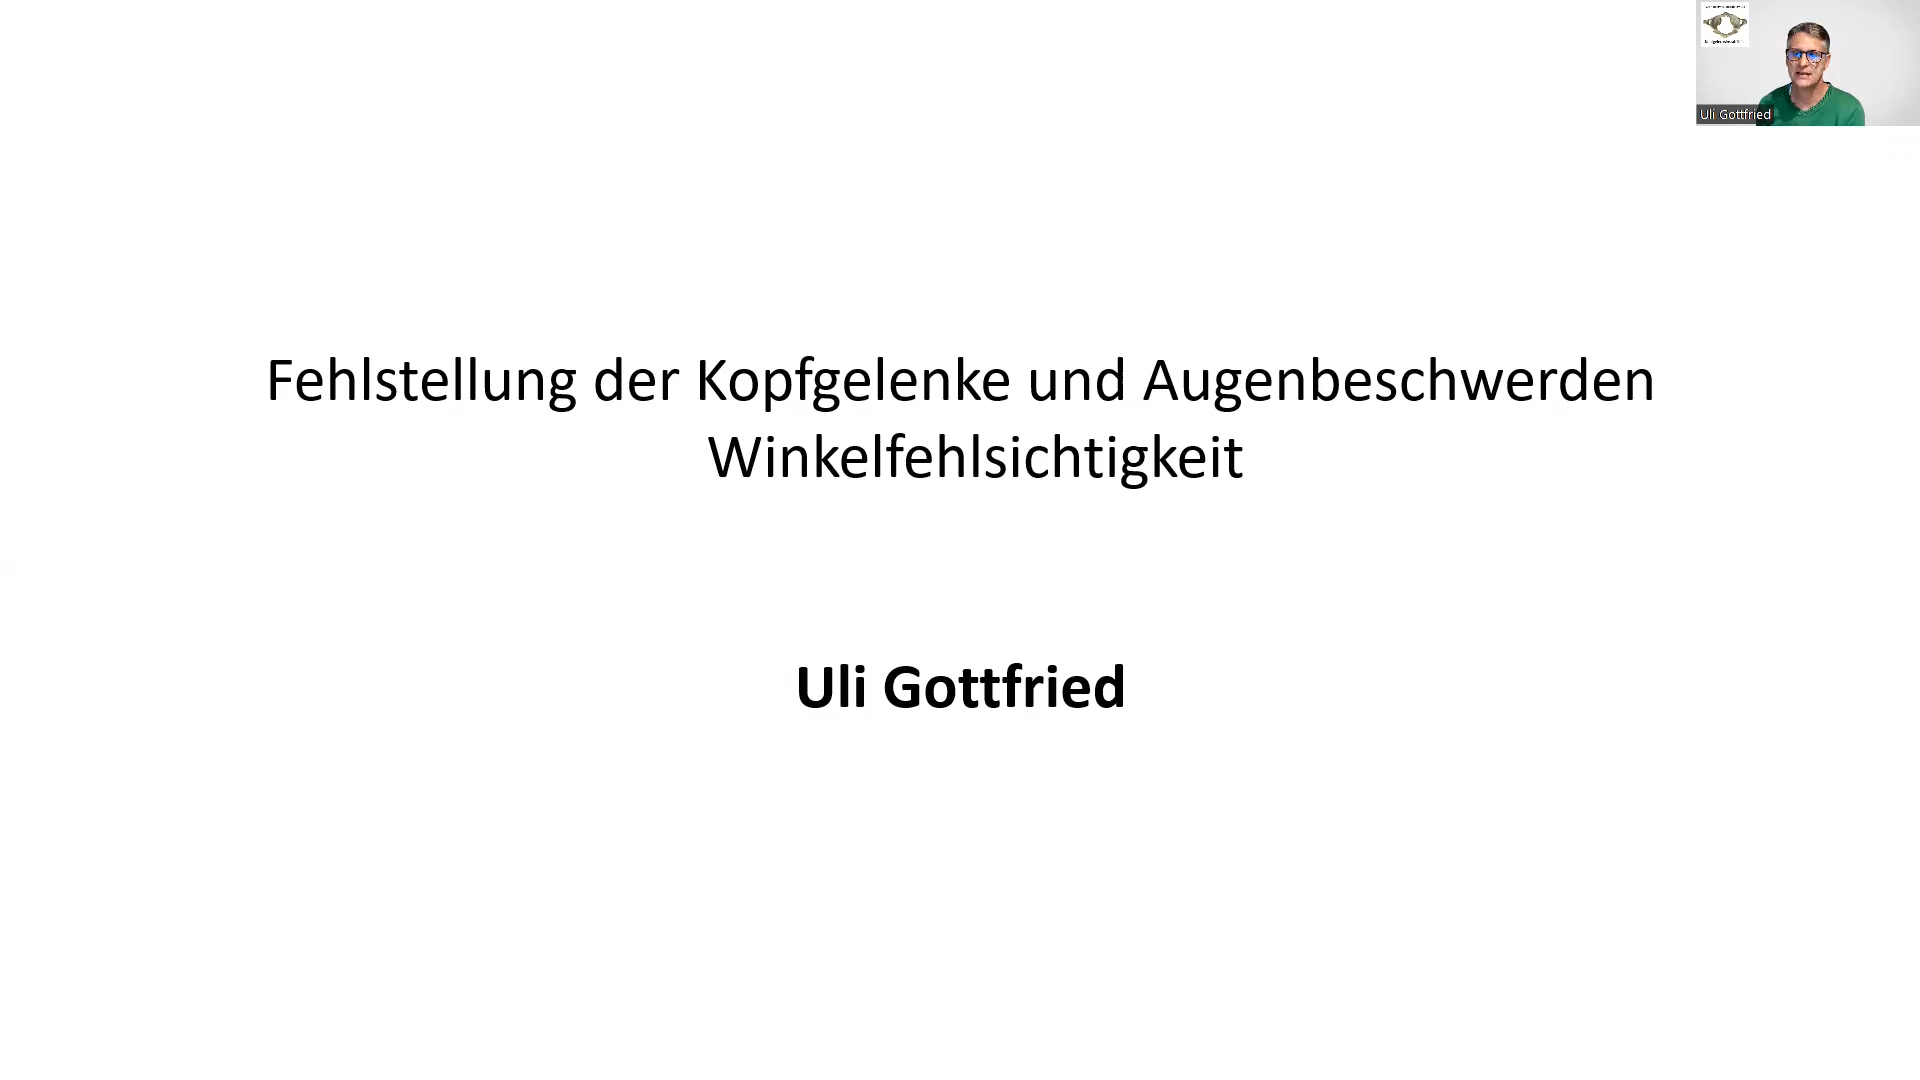 Uli Gottfried
Fehlstellung der Kopfgelenke und Augenbeschwerden
Winkelfehlsichtigkeit
Uli Gottfried